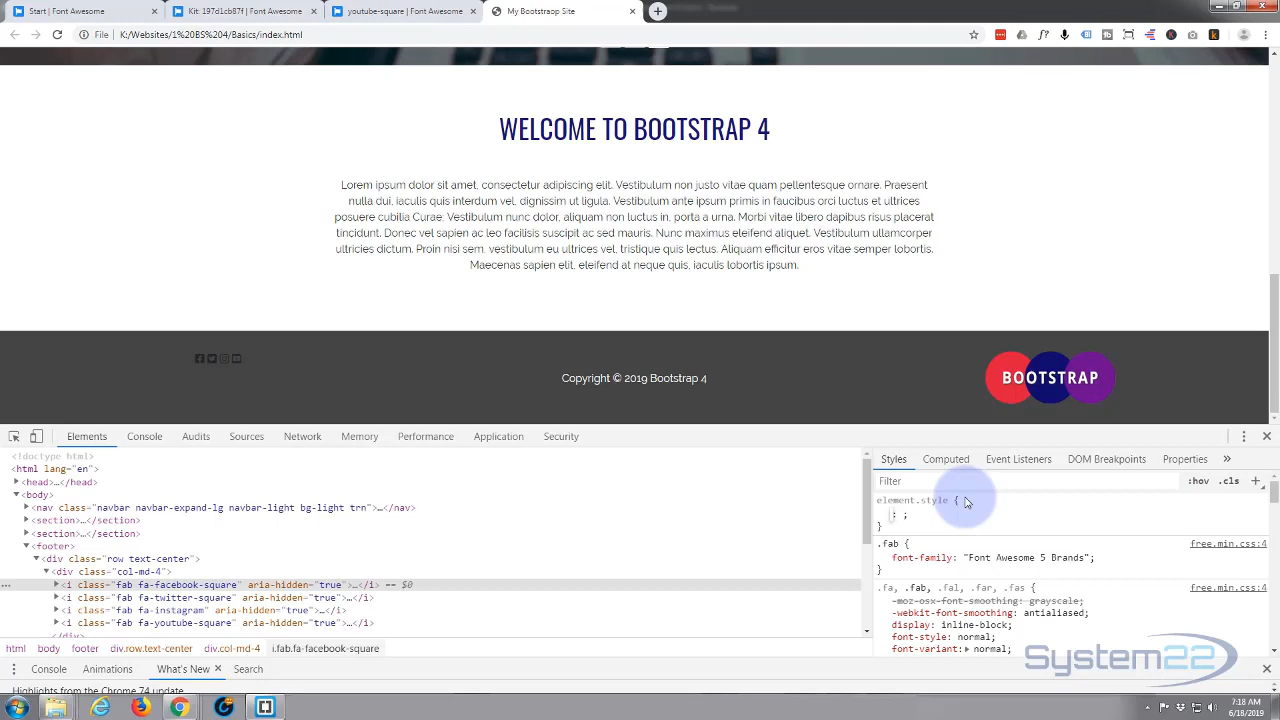 Start | Font Awesome
Kit: 197d1cb87f | Font Awesome
youtube-square | Font Awesome
My Bootstraop Site
File | K:/Websites/1%20BS%204/Basics/index.html
WELCOME TO BOOTSTRAP 4
Lorem ipsum dolor sit amet, consectetur adipiscing elit. Vestibulum non justo vitae quam pellentesque ornare. Praesent
nulla dui, iaculis quis interdum vel, dignissim ut ligula. Vestibulum ante ipsum primis in faucibus orci luctus et ultrices
posuere cubilia Curae; Vestibulum nunc dolor, aliquam non luctus in, porta a urna. Morbi vitae libero dapibus risus placerat
tincidunt. Donec vel sapien ac leo facilisis suscipit ac sed mauris. Nunc maximus eleifend aliquet. Vestibulum ullamcorper
ultricies dictum. Proin nisi sem, vestibulum eu ultrices vel, tristique quis lectus. Aliquam efficitur eros vitae semper lobortis.
Maecenas sapien elit, eleifend at neque quis, iaculis lobortis ipsum.
Copyright © 2019 Bootstrap 4
BOOTSTRAP
Elements Console Audits Sources Network Memory Performance Application Security
<!doctype html>
<html lang="en">
<head>…</head>
<body>
<nav class="navbar navbar-expand-lg navbar-light bg-light trn">…</nav>
<section>…</section>
<section>…</section>
<footer>
<div class="row text-center">
<div class="col-md-4">
<i class="fab fa-facebook-square" aria-hidden="true">…</i> == $0
<i class="fab fa-twitter-square" aria-hidden="true">…</i>
<i class="fab fa-instagram" aria-hidden="true">…</i>
<i class="fab fa-youtube-square" aria-hidden="true">…</i>
</div>
html body footer div.row.text-center div.col-md-4 i.fab.fa-facebook-square
Styles Computed Event Listeners DOM Breakpoints Properties »
Filter :hov .cls +
element.style {
: ;
}
.fab { free.min.css:4
font-family: "Font Awesome 5 Brands";
}
.fa, .fab, .fal, .far, .fas { free.min.css:4
-moz-osx-font-smoothing: grayscale;
-webkit-font-smoothing: antialiased;
display: inline-block;
font-style: normal;
font-variant: normal;
System22
Console Animations What's New Search
Highlights from the Chrome 74 update
7:18 AM
6/18/2019